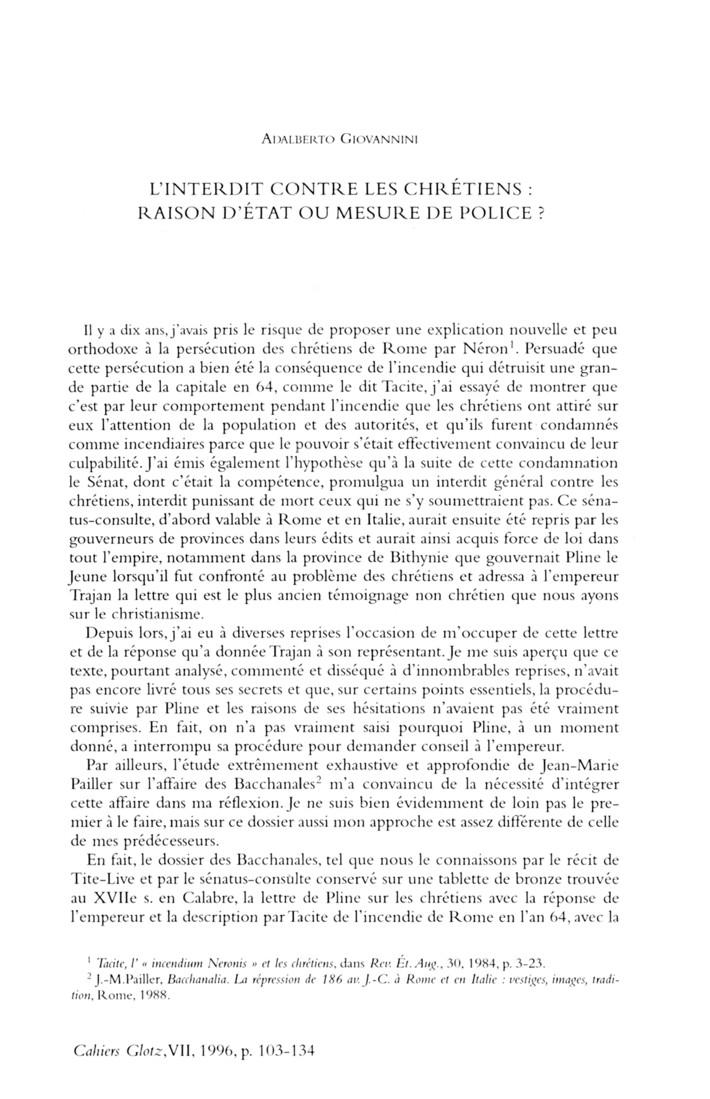 ADALBERTO GIOVANNINI
L'INTERDIT CONTRE LES CHRÉTIENS :
RAISON D'ÉTAT OU MESURE DE POLICE ?
Il y a dix ans, j'avais pris le risque de proposer une explication nouvelle et peu
orthodoxe à la persécution des chrétiens de Rome par Néron¹. Persuadé que
cette persécution a bien été la conséquence de l'incendie qui détruisit une gran-
de partie de la capitale en 64, comme le dit Tacite, j'ai essayé de montrer que
c'est par leur comportement pendant l'incendie que les chrétiens ont attiré sur
eux l'attention de la population et des autorités, et qu'ils furent condamnés
comme incendiaires parce que le pouvoir s'était effectivement convaincu de leur
culpabilité. J'ai émis également l'hypothèse qu'à la suite de cette condamnation
le Sénat, dont c'était la compétence, promulgua un interdit général contre les
chrétiens, interdit punissant de mort ceux qui ne s'y soumettraient pas. Ce séna-
tus-consulte, d'abord valable à Rome et en Italie, aurait ensuite été repris par les
gouverneurs de provinces dans leurs édits et aurait ainsi acquis force de loi dans
tout l'empire, notamment dans la province de Bithynie que gouvernait Pline le
Jeune lorsqu'il fut confronté au problème des chrétiens et adressa à l'empereur
Trajan la lettre qui est le plus ancien témoignage non chrétien que nous ayons
sur le christianisme.
Depuis lors, j'ai eu à diverses reprises l'occasion de m'occuper de cette lettre
et de la réponse qu'a donnée Trajan à son représentant. Je me suis aperçu que ce
texte, pourtant analysé, commenté et disséqué à d'innombrables reprises, n'avait
pas encore livré tous ses secrets et que, sur certains points essentiels, la procédu-
re suivie par Pline et les raisons de ses hésitations n'avaient pas été vraiment
comprises. En fait, on n'a pas vraiment saisi pourquoi Pline, à un moment
donné, a interrompu sa procédure pour demander conseil à l'empereur.
Par ailleurs, l'étude extrêmement exhaustive et approfondie de Jean-Marie
Pailler sur l'affaire des Bacchanales² m'a convaincu de la nécessité d'intégrer
cette affaire dans ma réflexion. Je ne suis bien évidemment de loin pas le pre-
mier à le faire, mais sur ce dossier aussi mon approche est assez différente de celle
de mes prédécesseurs.
En fait, le dossier des Bacchanales, tel que nous le connaissons par le récit de
Tite-Live et par le sénatus-consulte conservé sur une tablette de bronze trouvée
au XVIIe s. en Calabre, la lettre de Pline sur les chrétiens avec la réponse de
l'empereur et la description par Tacite de l'incendie de Rome en l'an 64, avec la
¹ Tacite, l' « incendium Neronis » et les chrétiens, dans Rev. Ét. Aug., 30, 1984, p. 3-23.
² J.-M.Pailler, Bacchanalia. La répression de 186 av. J.-C. à Rome et en Italie : vestiges, images, tradi-
tion, Rome, 1988.
Cahiers Glotz, VII, 1996, p. 103-134